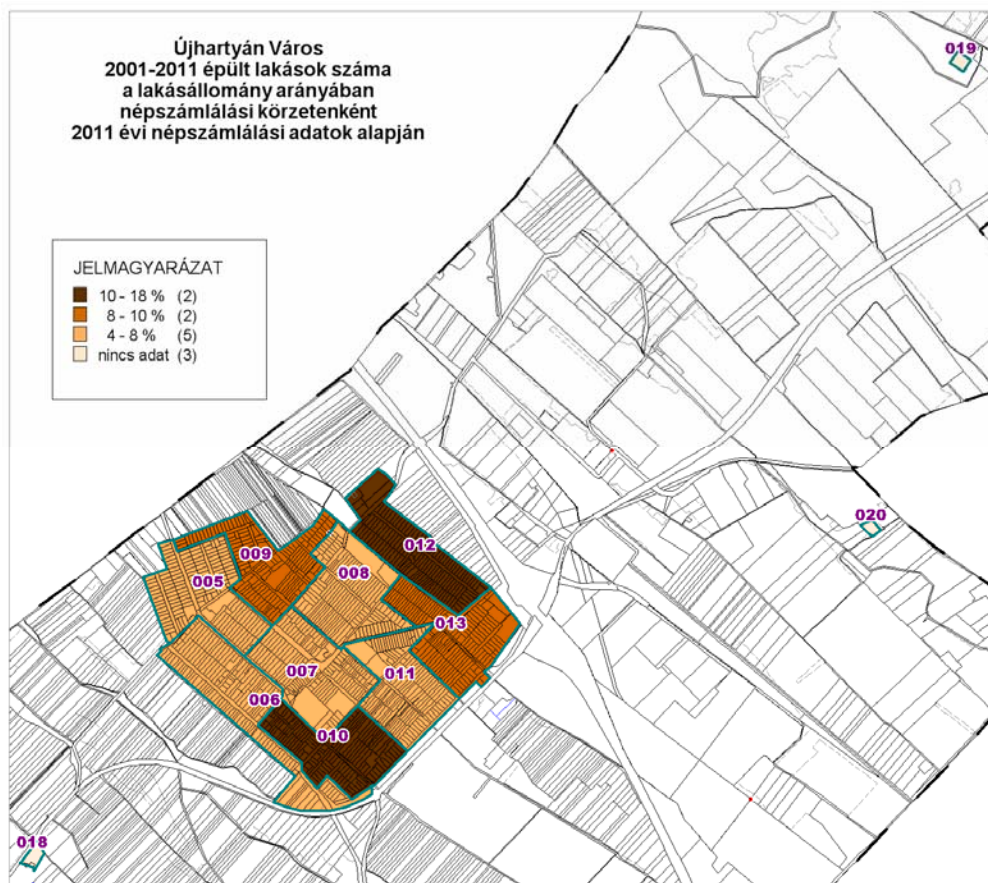 Újhartyán Város
2001-2011 épült lakások száma
a lakásállomány arányában
népszámlálási körzetenként
2011 évi népszámlálási adatok alapján
019
JELMAGYARÁZAT
10 - 18 % (2)
8 - 10 % (2)
4 - 8 % (5)
nincs adat (3)
020
012
009
008
005
013
007
011
006
010
018